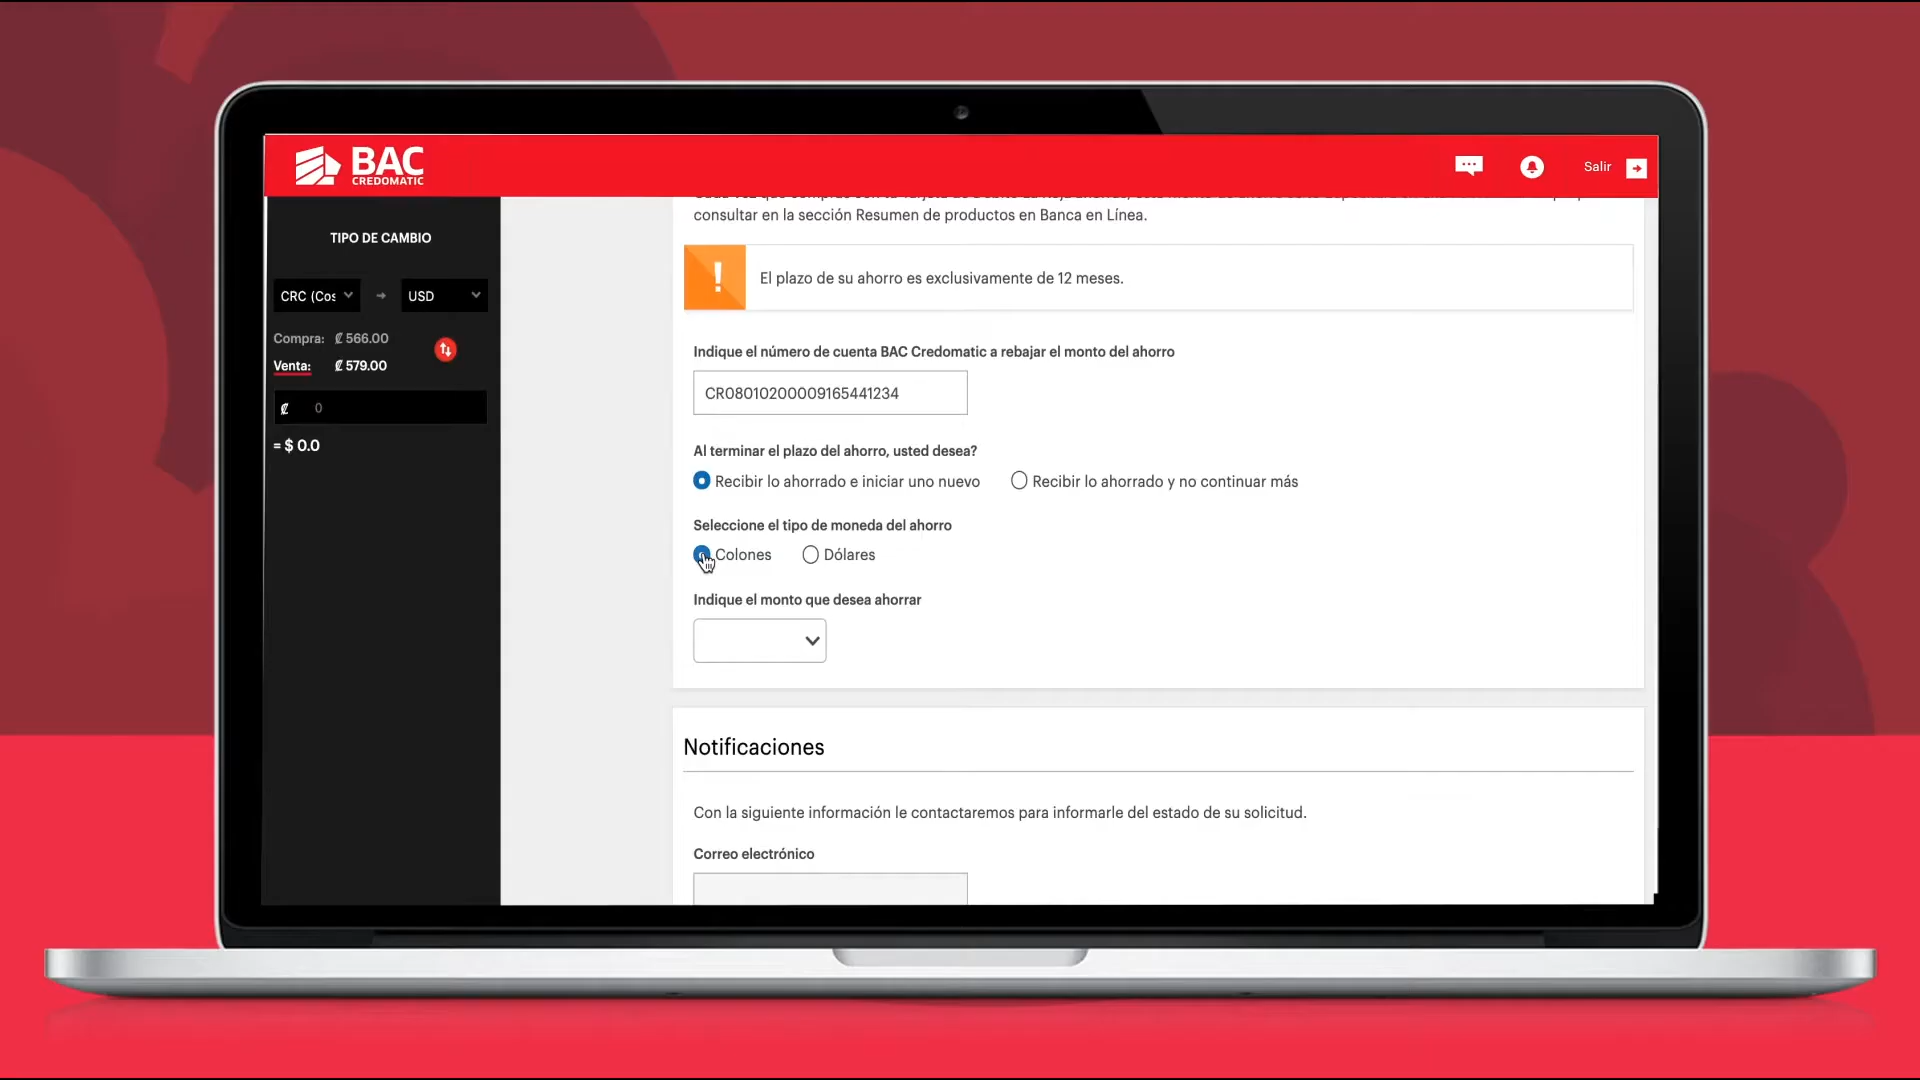 BAC
CREDOMATIC
Salir
TIPO DE CAMBIO
CRC (Cos
USD
Compra: ₡ 566.00
Venta: ₡ 579.00
₡ 0
= $ 0.0
consultar en la sección Resumen de productos en Banca en Línea.
! El plazo de su ahorro es exclusivamente de 12 meses.
Indique el número de cuenta BAC Credomatic a rebajar el monto del ahorro
CR08010200009165441234
Al terminar el plazo del ahorro, usted desea?
Recibir lo ahorrado e iniciar uno nuevo Recibir lo ahorrado y no continuar más
Seleccione el tipo de moneda del ahorro
Colones Dólares
Indique el monto que desea ahorrar
Notificaciones
Con la siguiente información le contactaremos para informarle del estado de su solicitud.
Correo electrónico